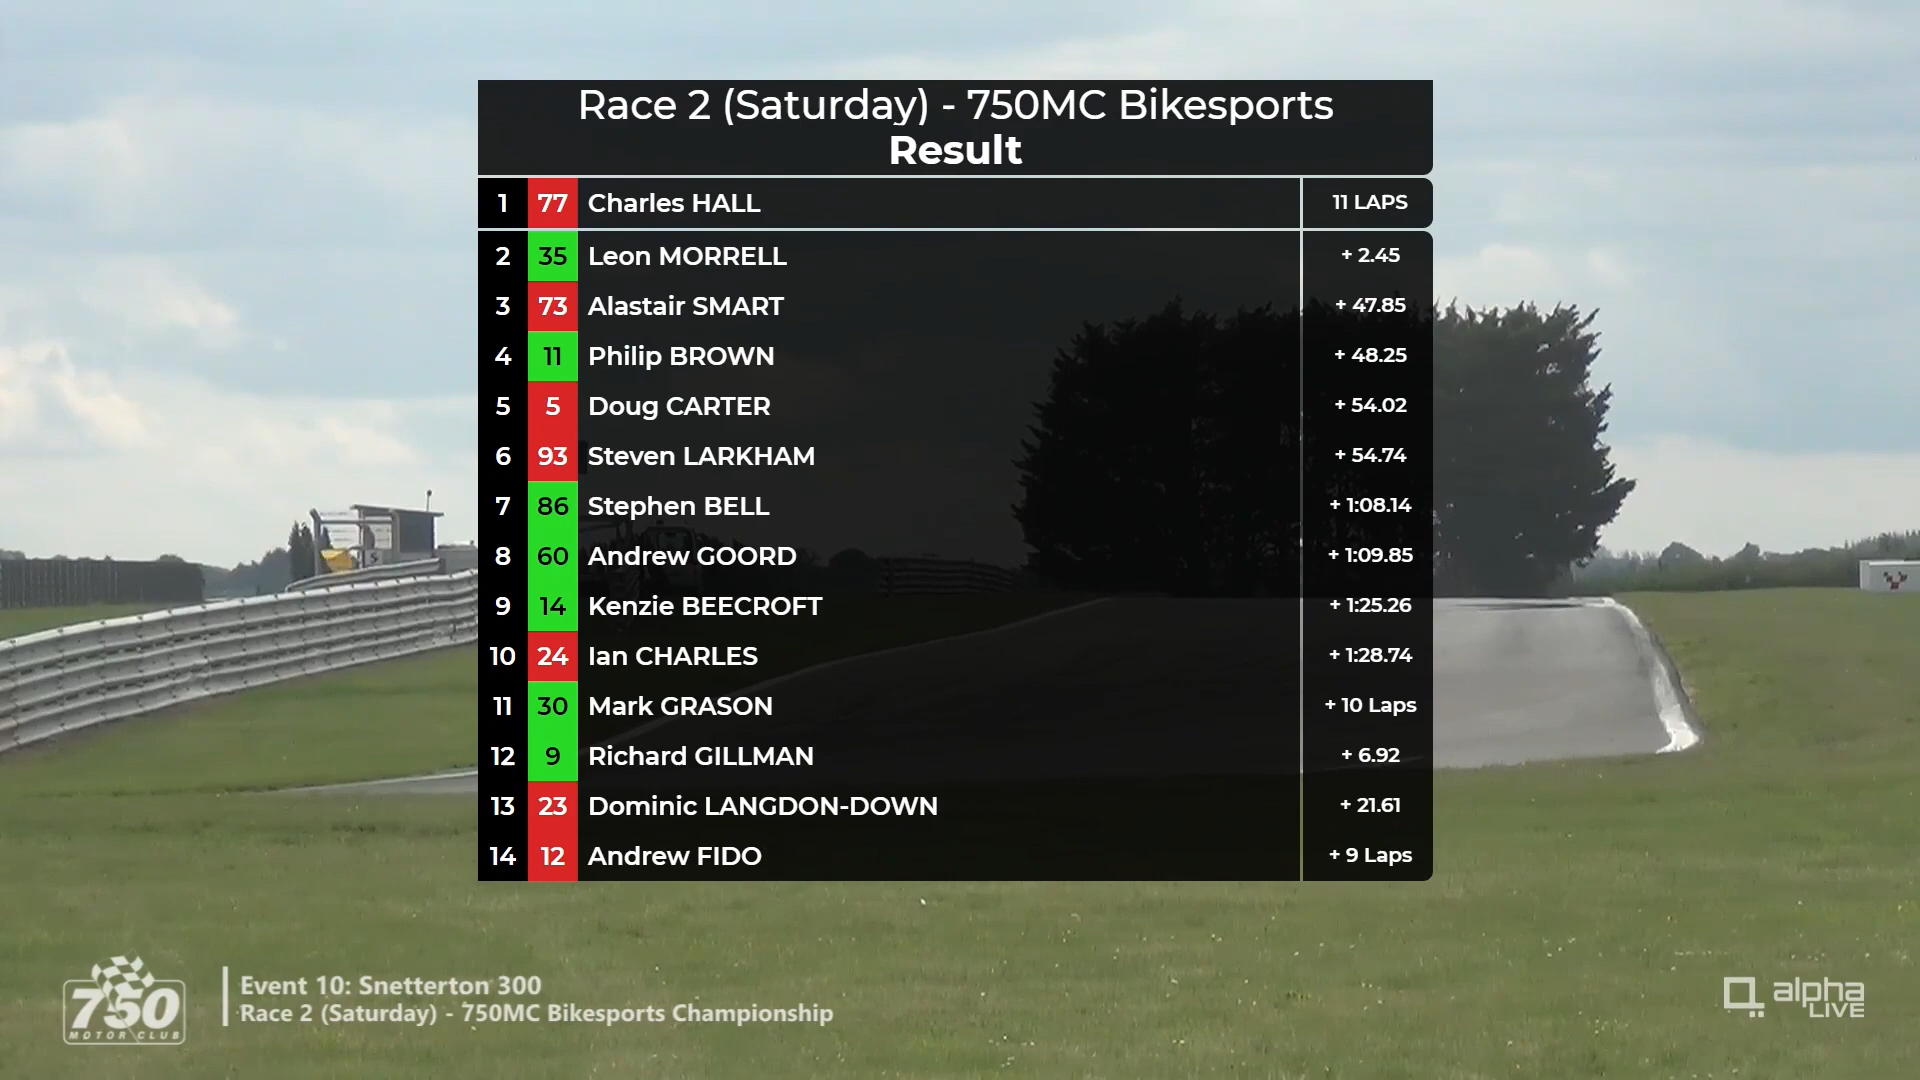 Race 2 (Saturday) - 750MC Bikesports
Result
1 77 Charles HALL 11 LAPS
2 35 Leon MORRELL + 2.45
3 73 Alastair SMART + 47.85
4 11 Philip BROWN + 48.25
5 5 Doug CARTER + 54.02
6 93 Steven LARKHAM + 54.74
7 86 Stephen BELL + 1:08.14
8 60 Andrew GOORD + 1:09.85
9 14 Kenzie BEECROFT + 1:25.26
10 24 Ian CHARLES + 1:28.74
11 30 Mark GRASON + 10 Laps
12 9 Richard GILLMAN + 6.92
13 23 Dominic LANGDON-DOWN + 21.61
14 12 Andrew FIDO + 9 Laps
750
MOTOR CLUB
Event 10: Snetterton 300
Race 2 (Saturday) - 750MC Bikesports Championship
alpha
LIVE